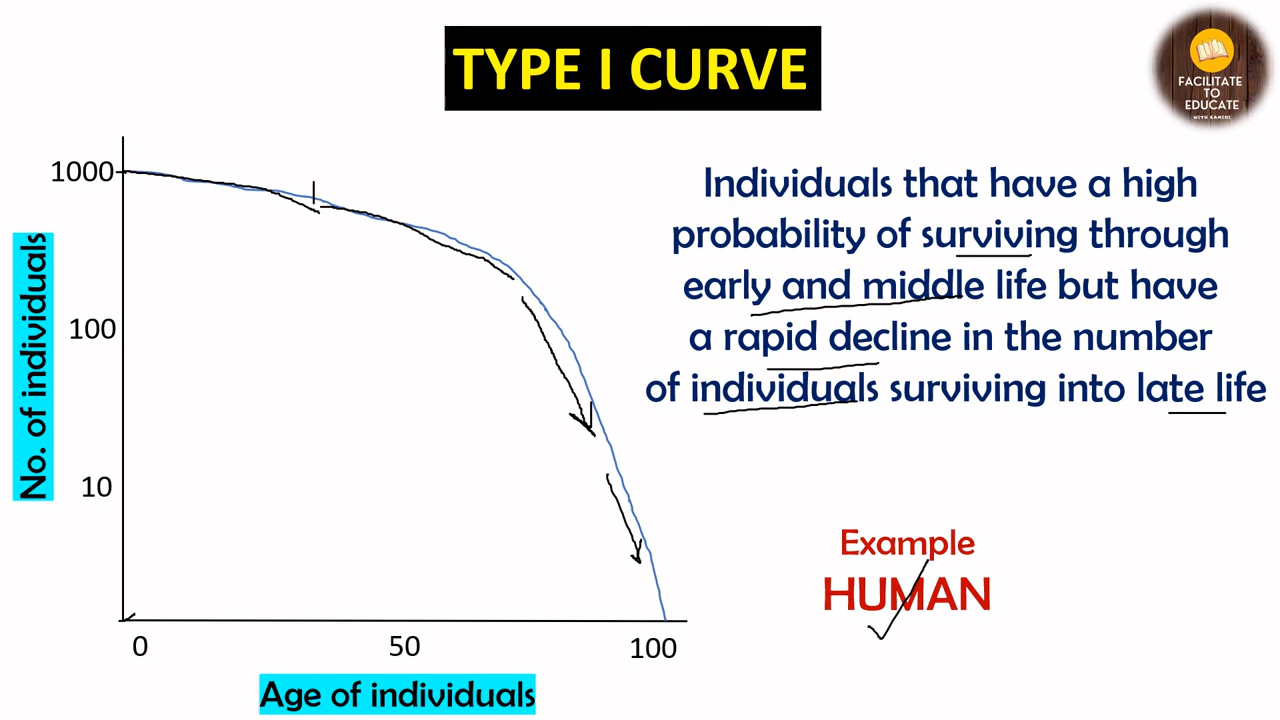 TYPE I CURVE
FACILITATE
TO
EDUCATE
WITH KAMINI
1000
100
10
No. of individuals
0
50
100
Age of individuals
Individuals that have a high
probability of surviving through
early and middle life but have
a rapid decline in the number
of individuals surviving into late life
Example
HUMAN